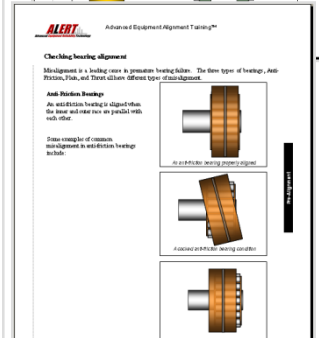 ALERT
Advanced Equipment Alignment Training™
Checking bearing alignment
Misalignment is a leading cause in premature bearing failure. The three types of bearings, Anti-
Friction, Plain, and Thrust all have different types of misalignment.
Anti-Friction Bearings
An antifriction bearing is aligned when
the inner and outer race are parallel with
each other.
An anti-friction bearing properly aligned
Some examples of common
misalignment in antifriction bearings
include:
A cocked anti-friction bearing condition
Pre-Alignment